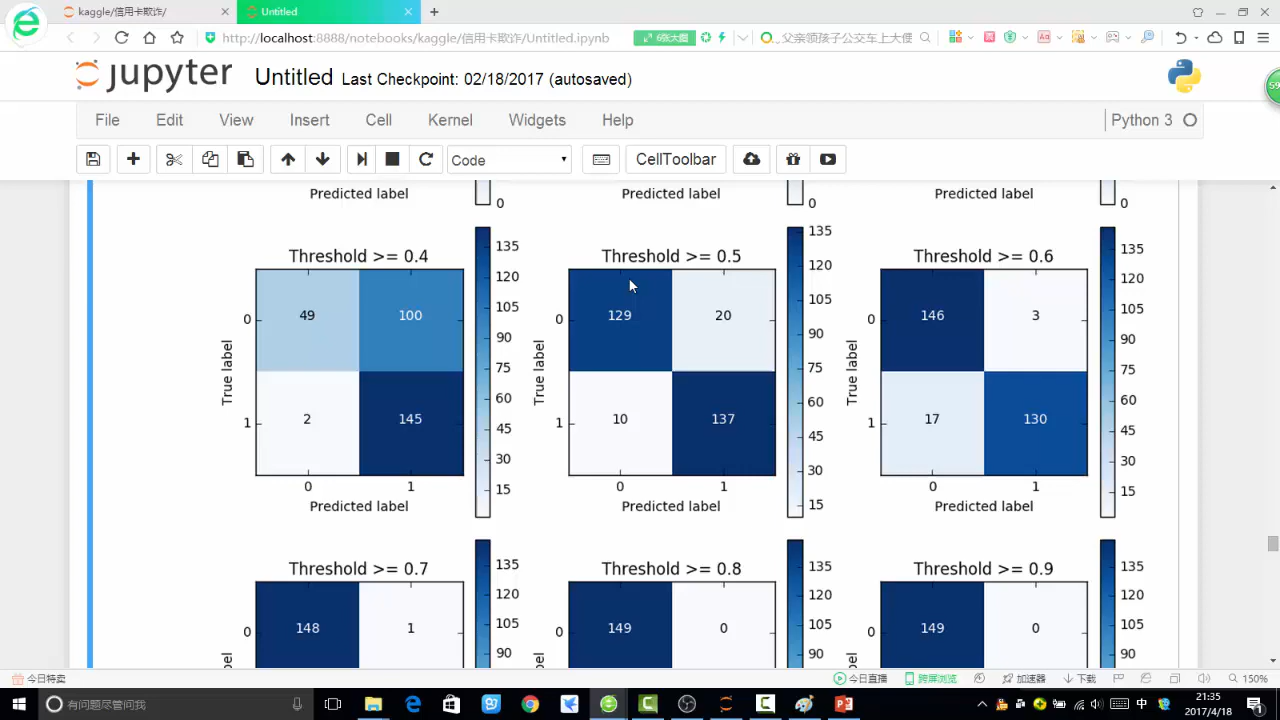 kaggle/信用卡欺诈/
Untitled
http://localhost:8888/notebooks/kaggle/信用卡欺诈/Untitled.ipynb
6张大图
父亲领孩子公交车上大便
jupyter
Untitled
Last Checkpoint: 02/18/2017 (autosaved)
59
File
Edit
View
Insert
Cell
Kernel
Widgets
Help
Python 3
Code
CellToolbar
Predicted label
0
Predicted label
0
Predicted label
0
Threshold >= 0.4
49
100
2
145
0
1
True label
0
1
Predicted label
135
120
105
90
75
60
45
30
15
Threshold >= 0.5
129
20
10
137
0
1
True label
0
1
Predicted label
135
120
105
90
75
60
45
30
15
Threshold >= 0.6
146
3
17
130
0
1
True label
0
1
Predicted label
135
120
105
90
75
60
45
30
15
Threshold >= 0.7
0
148
1
135
120
105
90
Threshold >= 0.8
0
149
0
135
120
105
90
Threshold >= 0.9
0
149
0
135
120
105
90
今日特卖
今日直播
跨屏浏览
加速器
下载
150%
有问题尽管问我
中
21:35
2017/4/18